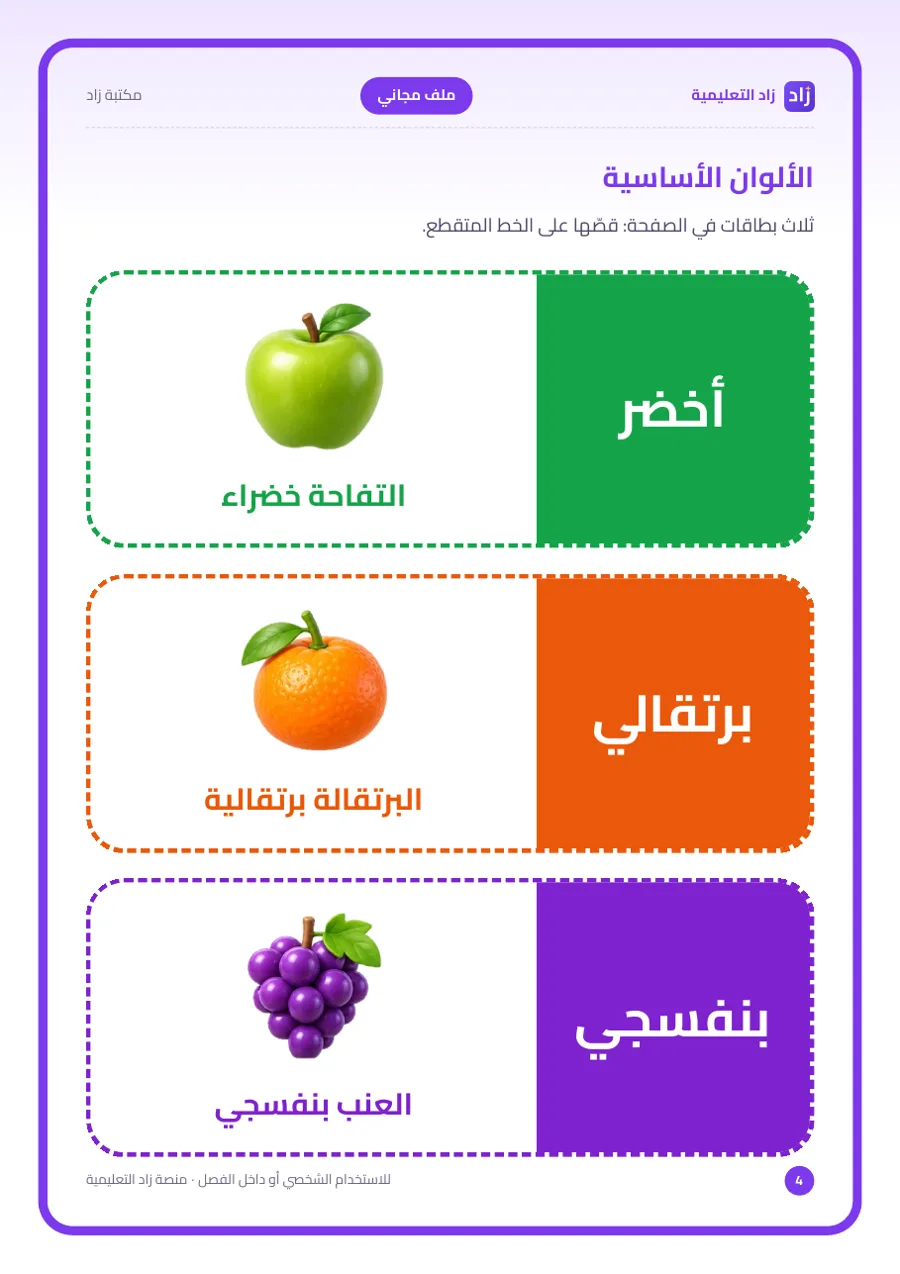 زاد
زاد التعليمية
ملف مجاني
مكتبة زاد
الألوان الأساسية
ثلاث بطاقات في الصفحة: قصّها على الخط المتقطع.
أخضر
التفاحة خضراء
برتقالي
البرتقالة برتقالية
بنفسجي
العنب بنفسجي
4
للاستخدام الشخصي أو داخل الفصل · منصة زاد التعليمية